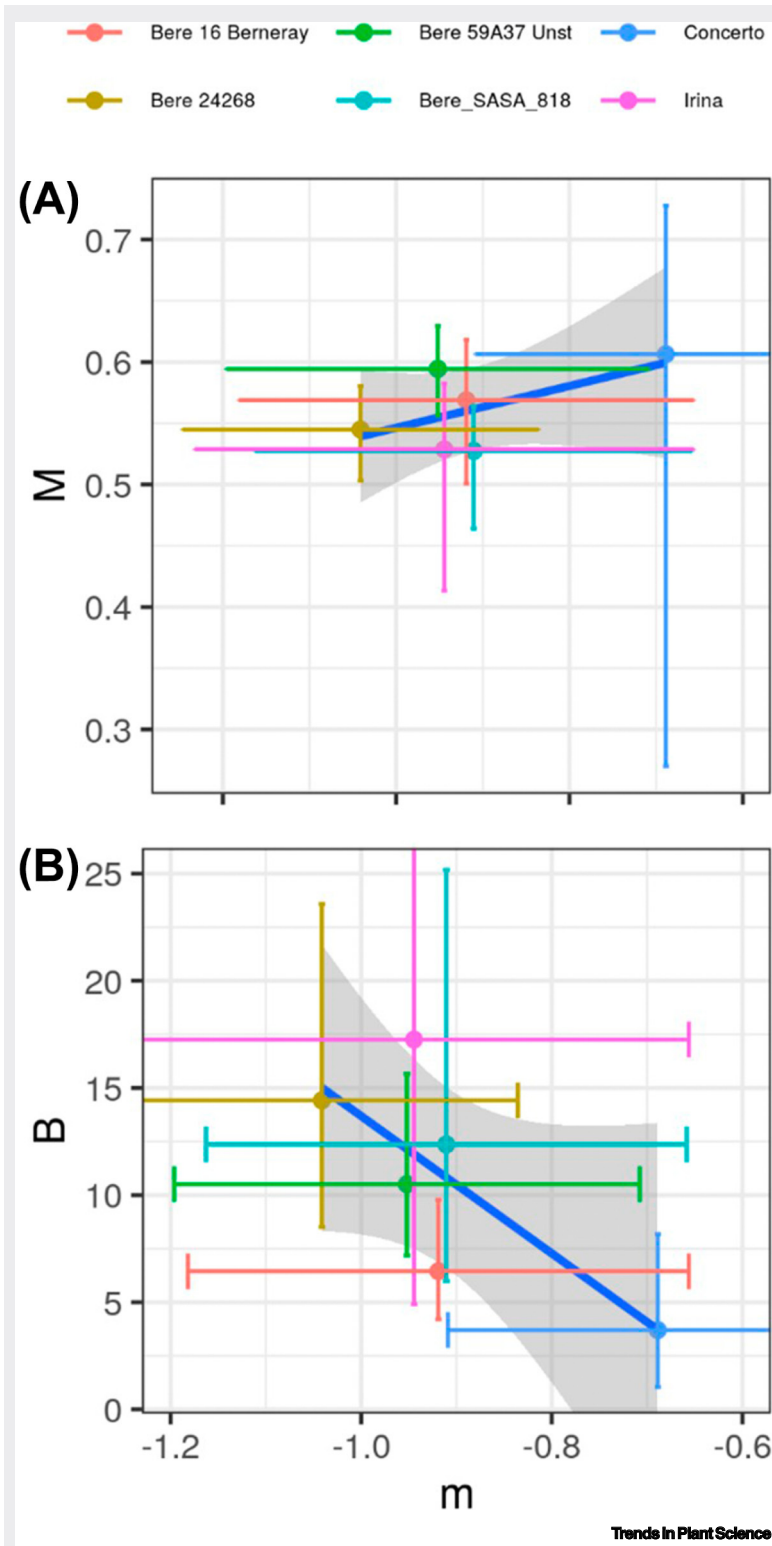 Bere 16 Berneray Bere 59A37 Unst Concerto
Bere 24268 Bere_SASA_818 Irina
(A)
0.7
0.6
M
0.5
0.4
0.3
(B)
25
20
15
B
10
5
0
-1.2 -1.0 -0.8 -0.6
m
Trends in Plant Science